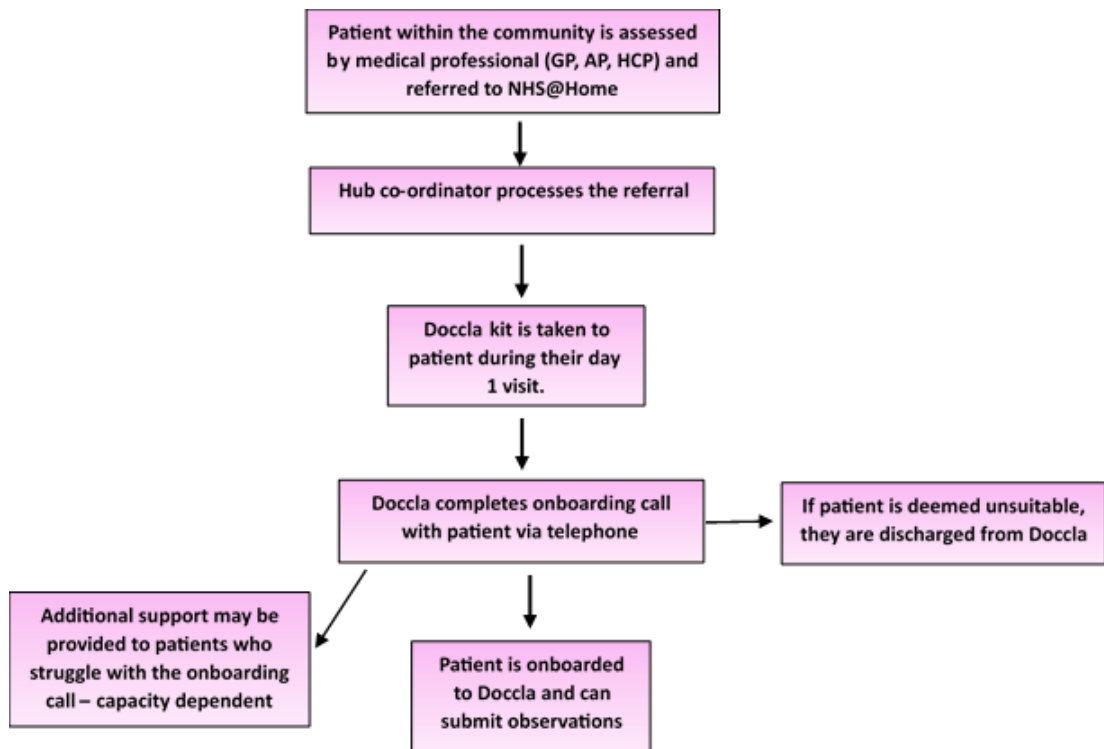 Patient within the community is assessed
by medical professional (GP, AP, HCP) and
referred to NHS@Home
Hub co-ordinator processes the referral
Doccla kit is taken to
patient during their day
1 visit.
Doccla completes onboarding call
with patient via telephone
If patient is deemed unsuitable,
they are discharged from Doccla
Additional support may be
provided to patients who
struggle with the onboarding
call – capacity dependent
Patient is onboarded
to Doccla and can
submit observations